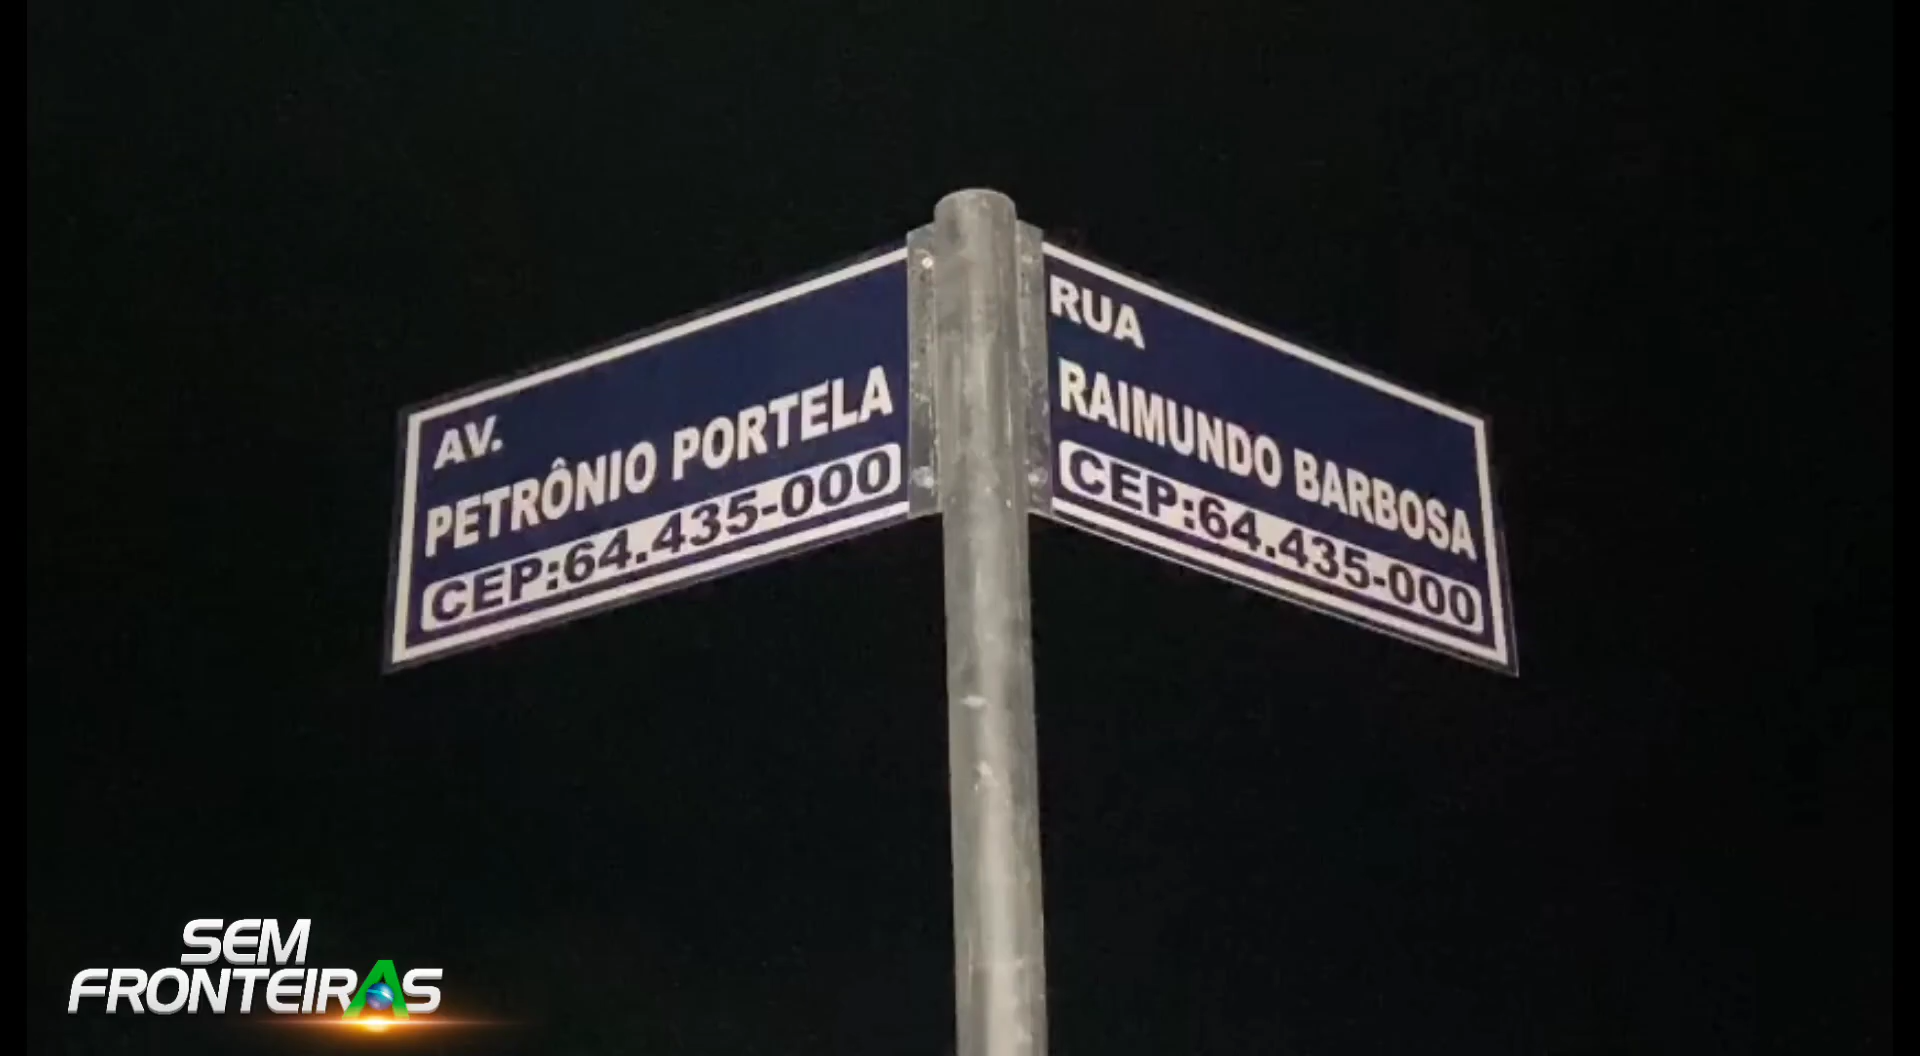 AV.
PETRÔNIO PORTELA
CEP:64.435-000
RUA
RAIMUNDO BARBOSA
CEP:64.435-000
SEM
FRONTEIRAS